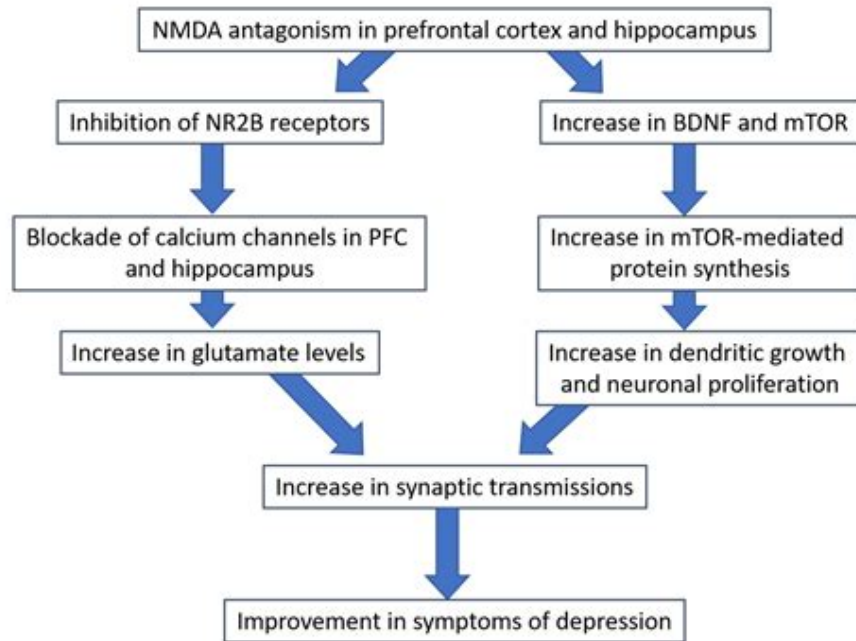 NMDA antagonism in prefrontal cortex and hippocampus
Inhibition of NR2B receptors
Increase in BDNF and mTOR
Blockade of calcium channels in PFC
and hippocampus
Increase in mTOR-mediated
protein synthesis
Increase in glutamate levels
Increase in dendritic growth
and neuronal proliferation
Increase in synaptic transmissions
Improvement in symptoms of depression